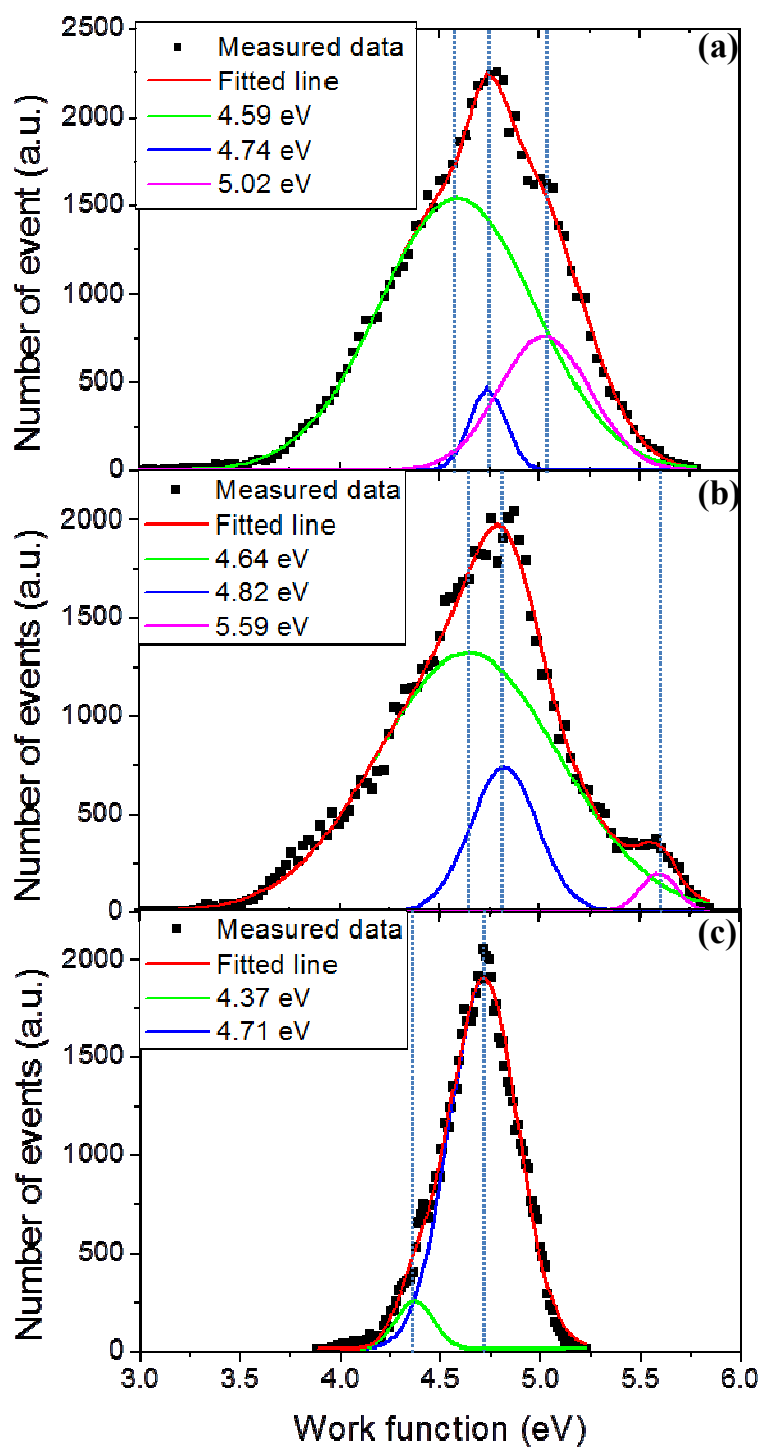 2500
2000
1500
1000
500
0
Number of event (a.u.)
Measured data
Fitted line
4.59 eV
4.74 eV
5.02 eV
(a)
2000
1500
1000
500
0
Number of events (a.u.)
Measured data
Fitted line
4.64 eV
4.82 eV
5.59 eV
(b)
2000
1500
1000
500
0
Number of events (a.u.)
Measured data
Fitted line
4.37 eV
4.71 eV
(c)
3.0 3.5 4.0 4.5 5.0 5.5 6.0
Work function (eV)